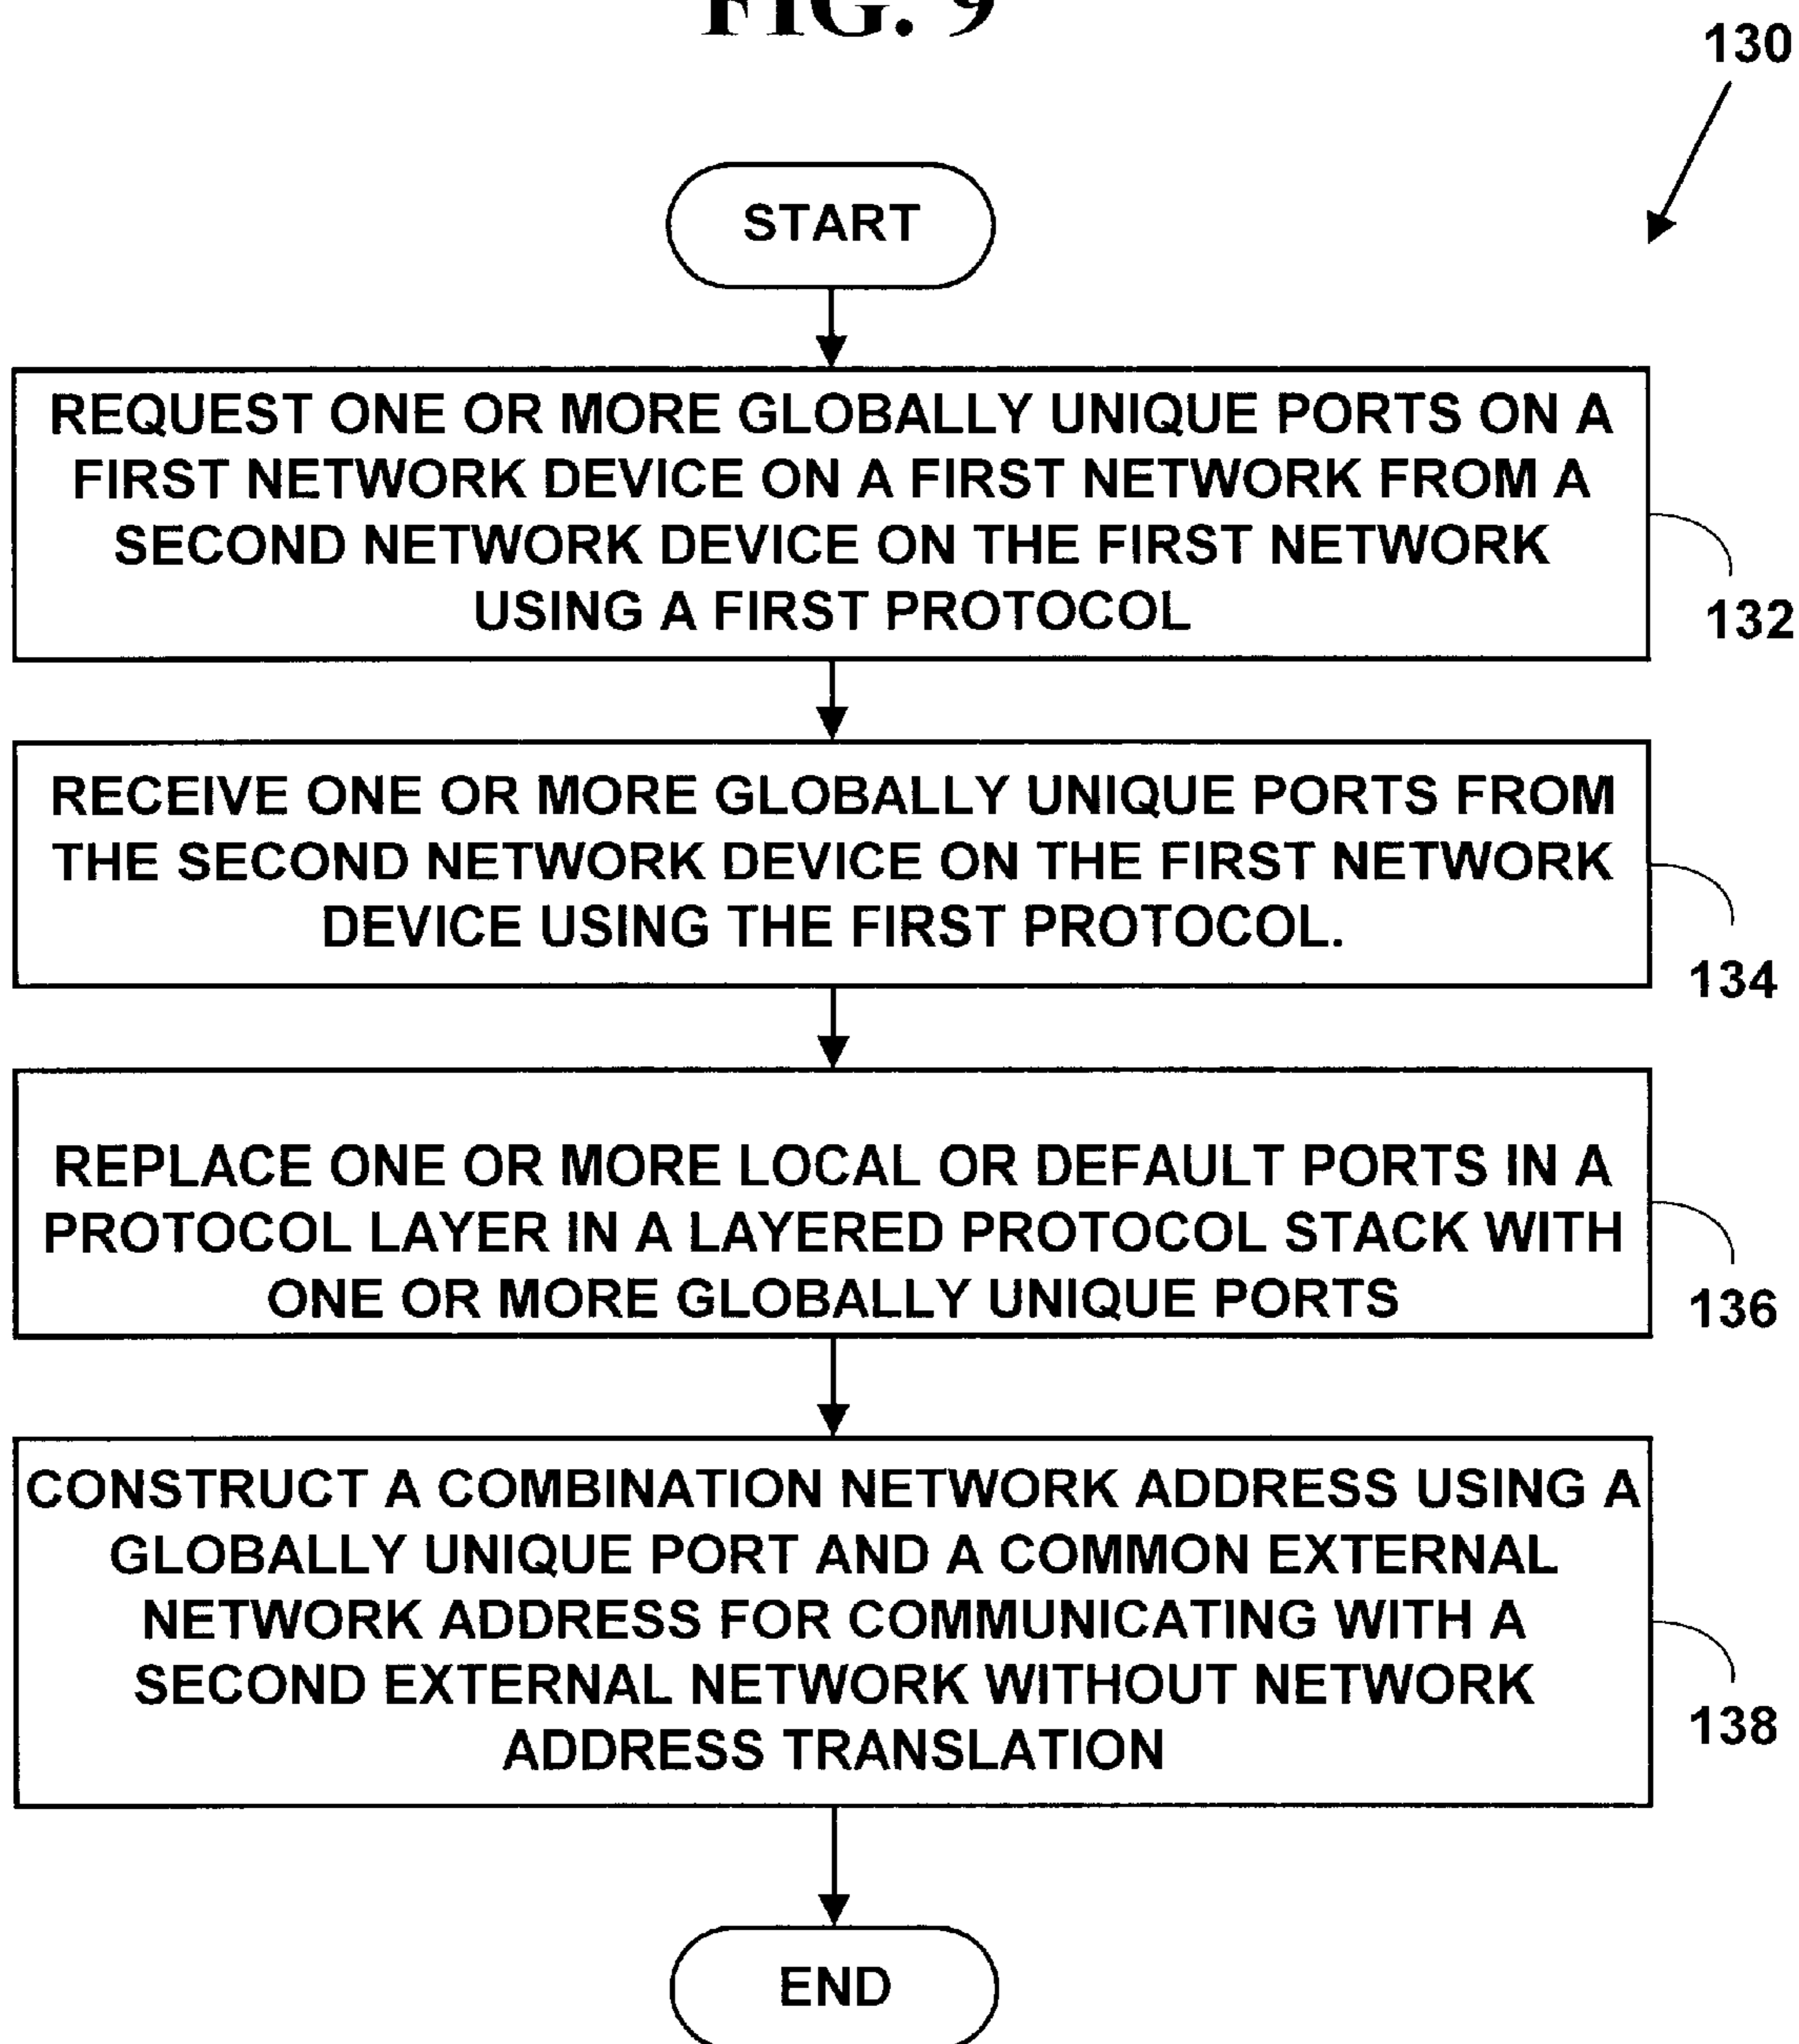 FIG. 9
130
START
REQUEST ONE OR MORE GLOBALLY UNIQUE PORTS ON A
FIRST NETWORK DEVICE ON A FIRST NETWORK FROM A
SECOND NETWORK DEVICE ON THE FIRST NETWORK
USING A FIRST PROTOCOL
132
RECEIVE ONE OR MORE GLOBALLY UNIQUE PORTS FROM
THE SECOND NETWORK DEVICE ON THE FIRST NETWORK
DEVICE USING THE FIRST PROTOCOL.
134
REPLACE ONE OR MORE LOCAL OR DEFAULT PORTS IN A
PROTOCOL LAYER IN A LAYERED PROTOCOL STACK WITH
ONE OR MORE GLOBALLY UNIQUE PORTS
136
CONSTRUCT A COMBINATION NETWORK ADDRESS USING A
GLOBALLY UNIQUE PORT AND A COMMON EXTERNAL
NETWORK ADDRESS FOR COMMUNICATING WITH A
SECOND EXTERNAL NETWORK WITHOUT NETWORK
ADDRESS TRANSLATION
138
END